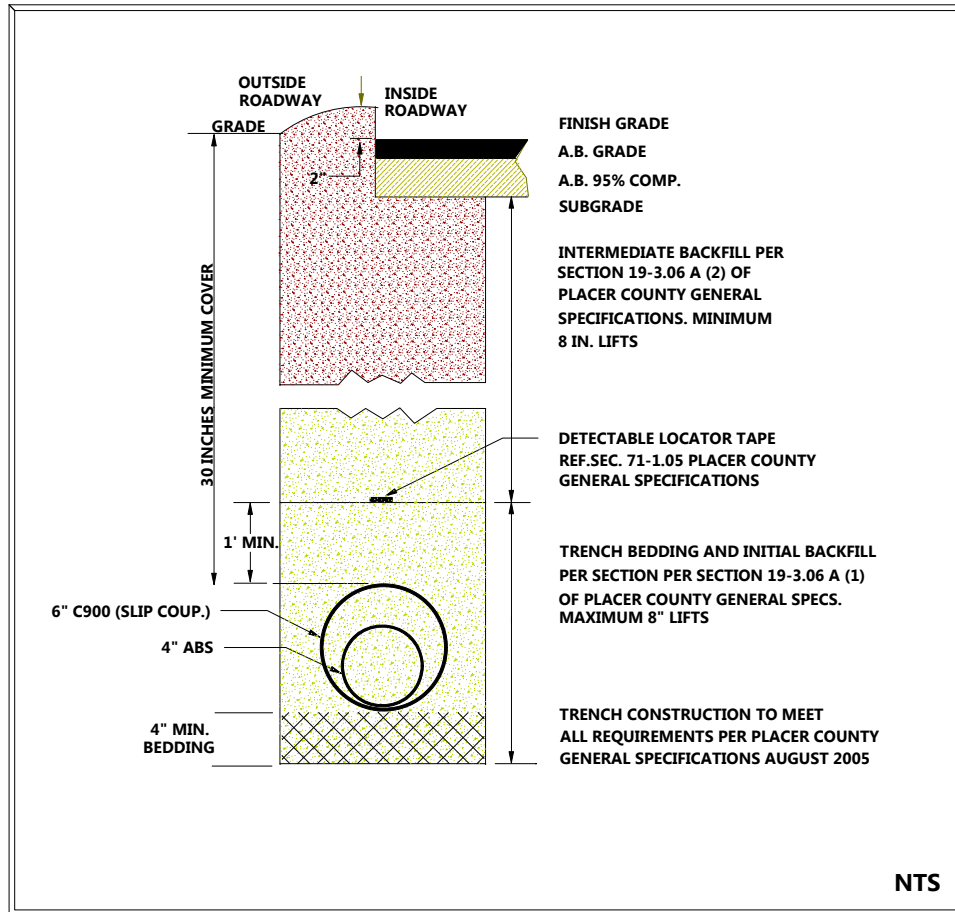 OUTSIDE
ROADWAY
INSIDE
ROADWAY
GRADE
2"
FINISH GRADE
A.B. GRADE
A.B. 95% COMP.
SUBGRADE
INTERMEDIATE BACKFILL PER
SECTION 19-3.06 A (2) OF
PLACER COUNTY GENERAL
SPECIFICATIONS. MINIMUM
8 IN. LIFTS
30 INCHES MINIMUM COVER
DETECTABLE LOCATOR TAPE
REF.SEC. 71-1.05 PLACER COUNTY
GENERAL SPECIFICATIONS
1' MIN.
TRENCH BEDDING AND INITIAL BACKFILL
PER SECTION PER SECTION 19-3.06 A (1)
OF PLACER COUNTY GENERAL SPECS.
MAXIMUM 8" LIFTS
6" C900 (SLIP COUP.)
4" ABS
4" MIN.
BEDDING
TRENCH CONSTRUCTION TO MEET
ALL REQUIREMENTS PER PLACER COUNTY
GENERAL SPECIFICATIONS AUGUST 2005
NTS